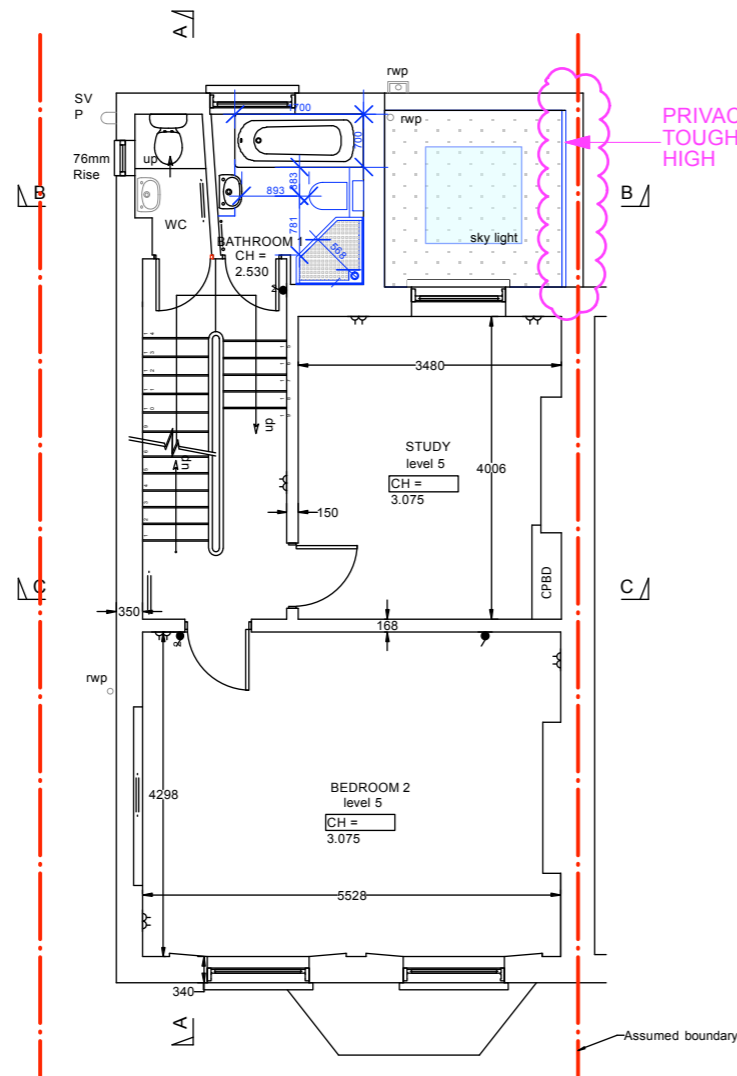 A
rwp
SV
P
1700
rwp
PRIVAC
TOUGH
HIGH
700
76mm
Rise
up
B
B
893
383
WC
781
sky light
BATHROOM 1
CH =
2.530
568
3480
up
up
STUDY
level 5
CH =
3.075
4006
150
CPBD
C
C
350
168
rwp
4298
BEDROOM 2
level 5
CH =
3.075
5528
340
A
Assumed boundary